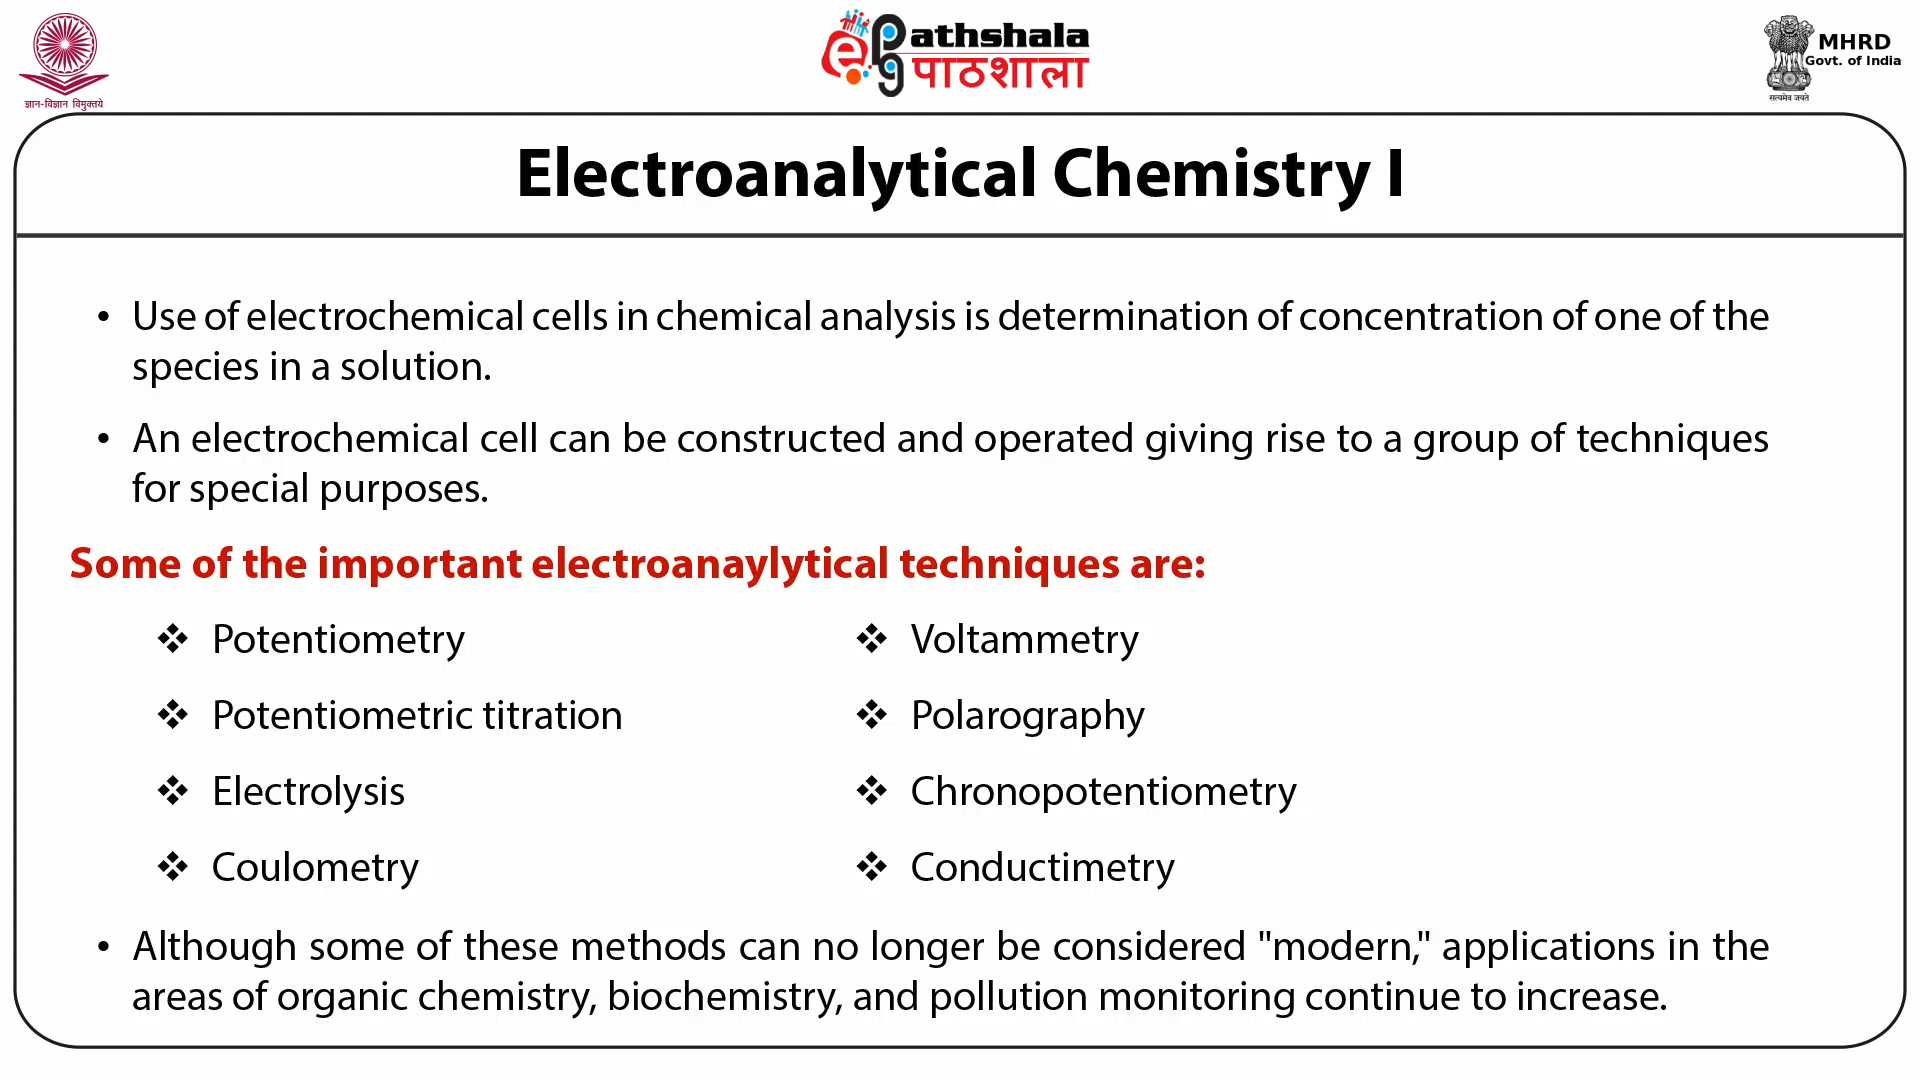 ज्ञान-विज्ञान विमुक्तये
ePathshala
पाठशाला
MHRD
Govt. of India
सत्यमेव जयते
Electroanalytical Chemistry I
• Use of electrochemical cells in chemical analysis is determination of concentration of one of the
species in a solution.
• An electrochemical cell can be constructed and operated giving rise to a group of techniques
for special purposes.
Some of the important electroanaylytical techniques are:
❖ Potentiometry
❖ Potentiometric titration
❖ Electrolysis
❖ Coulometry
❖ Voltammetry
❖ Polarography
❖ Chronopotentiometry
❖ Conductimetry
• Although some of these methods can no longer be considered "modern," applications in the
areas of organic chemistry, biochemistry, and pollution monitoring continue to increase.